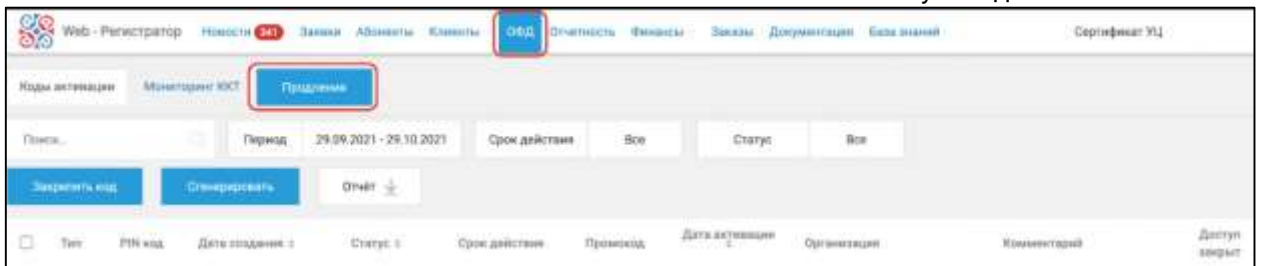 Web - Регистратор Новости 341 Заявки Абоненты Клиенты ОФД Отчетность Финансы Заказы Документация База знаний Сертификат УЦ
Коды активации Мониторинг ККТ Продление
Поиск... Период 29.09.2021 - 29.10.2021 Срок действия Все Статус Все
Закрепить код Сгенерировать Отчёт
Тип PIN код Дата создания Статус Срок действия Промокод Дата активации Организация Комментарий Доступ закрыт